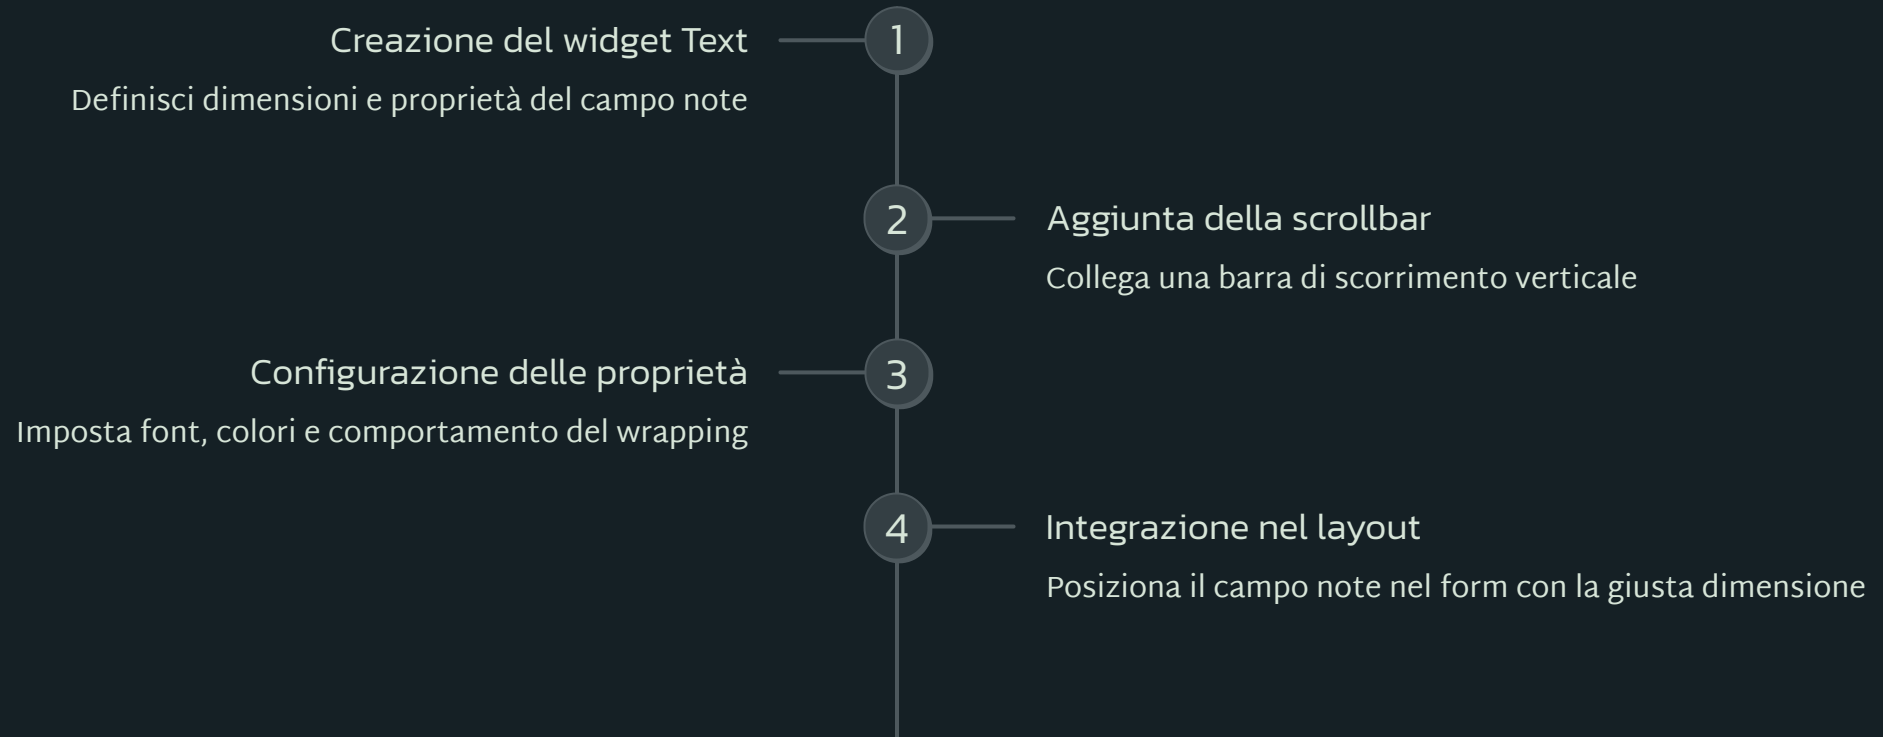 Creazione del widget Text
1
Definisci dimensioni e proprietà del campo note
2
Aggiunta della scrollbar
Collega una barra di scorrimento verticale
Configurazione delle proprietà
3
Imposta font, colori e comportamento del wrapping
4
Integrazione nel layout
Posiziona il campo note nel form con la giusta dimensione